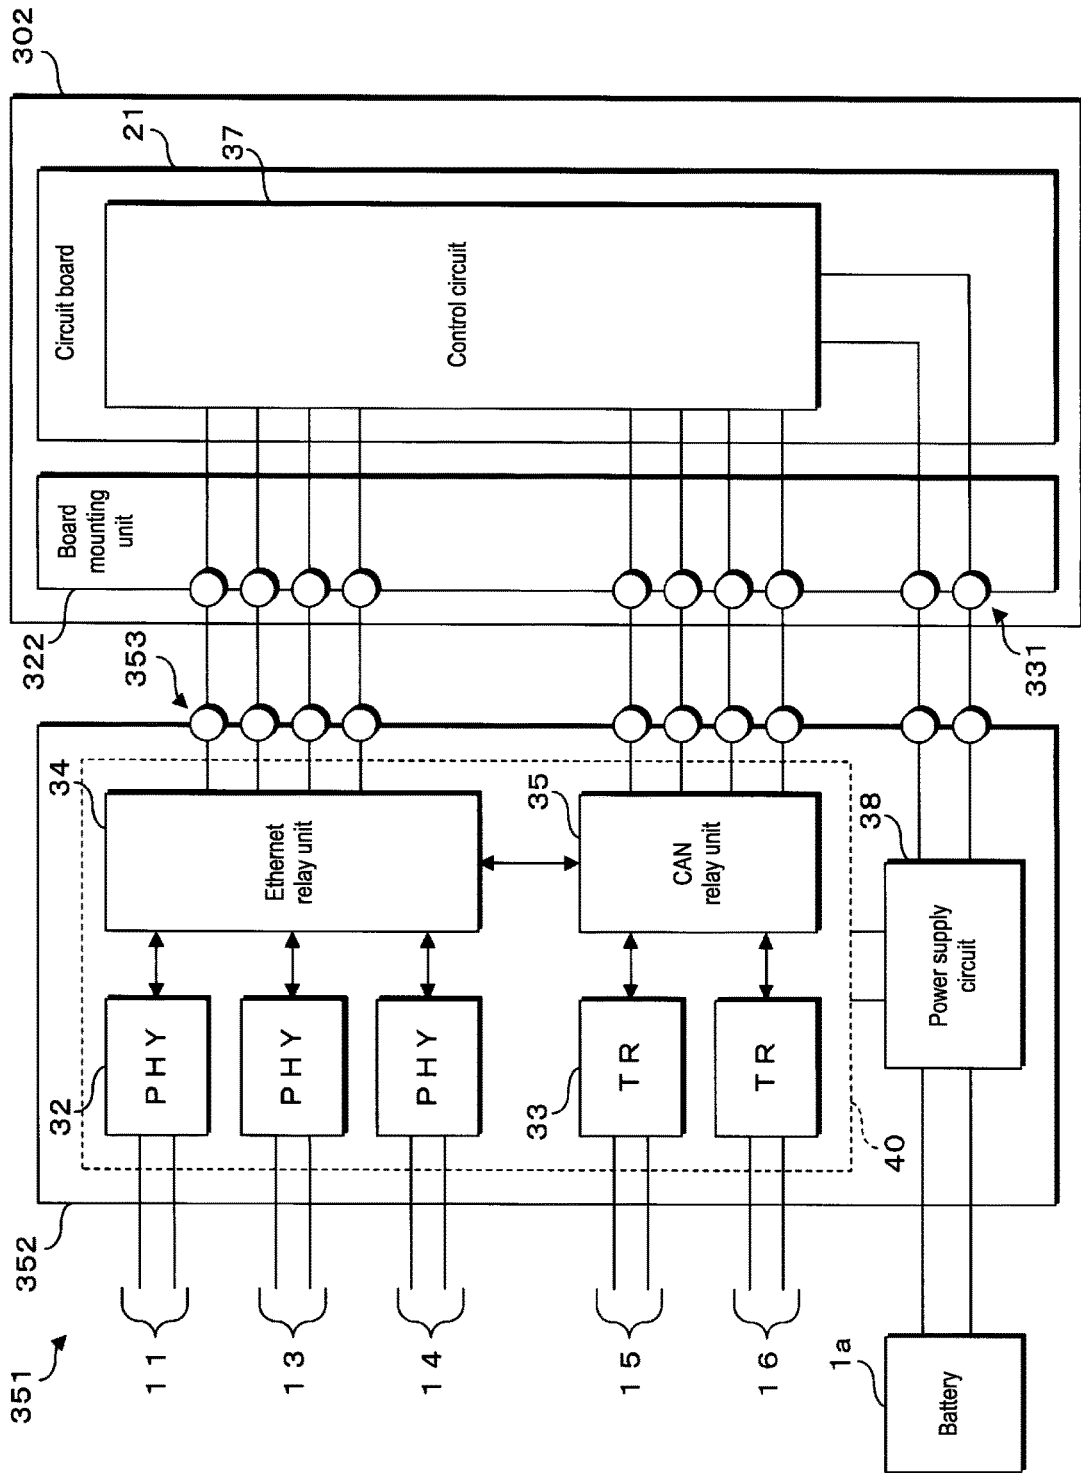 302
21
37
Circuit board
Control circuit
Board
mounting
unit
322
353
331
34
35
38
Ethernet
relay unit
CAN
relay unit
Power supply
circuit
32
PHY
PHY
PHY
33
TR
TR
40
352
351
11
13
14
15
16
1a
Battery